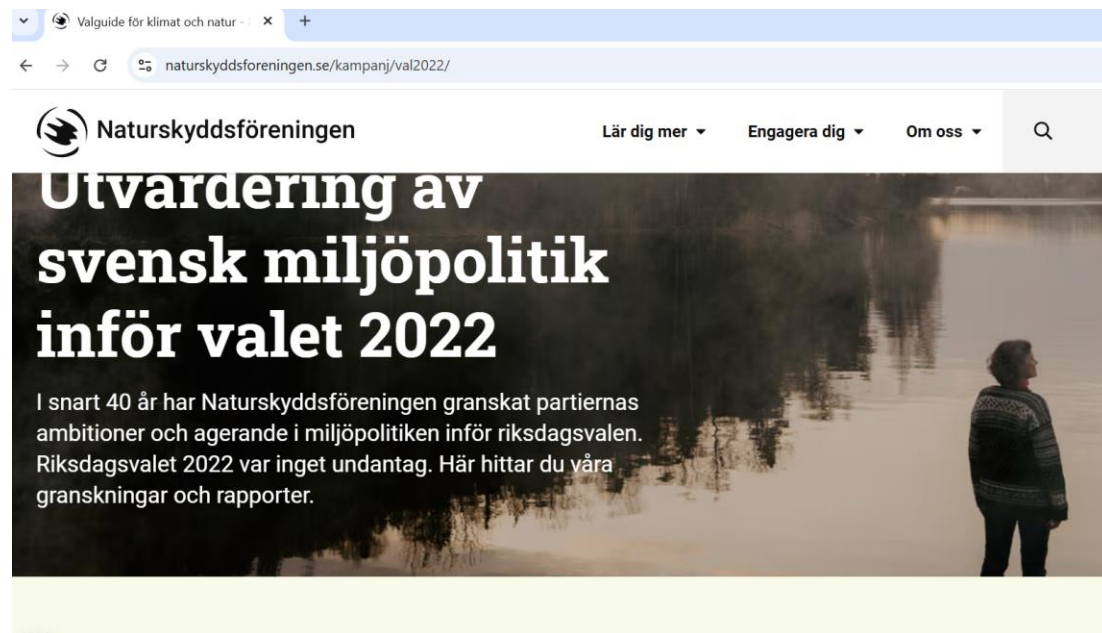 Valguide för klimat och natur -
naturskyddsforeningen.se/kampanj/val2022/
Naturskyddsföreningen
Lär dig mer
Engagera dig
Om oss
Utvärdering av
svensk miljöpolitik
inför valet 2022
I snart 40 år har Naturskyddsföreningen granskat partiernas
ambitioner och agerande i miljöpolitiken inför riksdagsvalen.
Riksdagsvalet 2022 var inget undantag. Här hittar du våra
granskningar och rapporter.